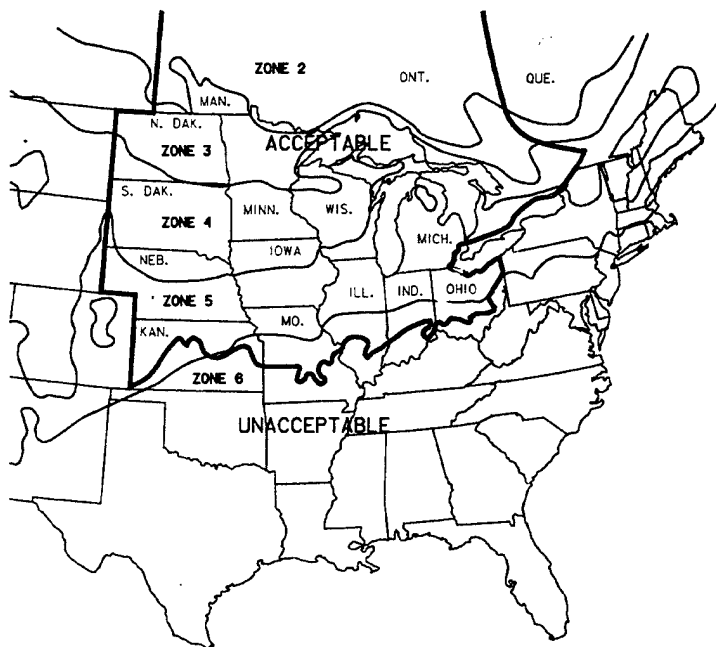 ZONE 2
ONT.
QUE.
MAN.
N. DAK.
ACCEPTABLE
ZONE 3
S. DAK.
MINN.
WIS.
ZONE 4
MICH.
IOWA
NEB.
ILL.
IND.
OHIO
ZONE 5
MO.
KAN.
ZONE 6
UNACCEPTABLE